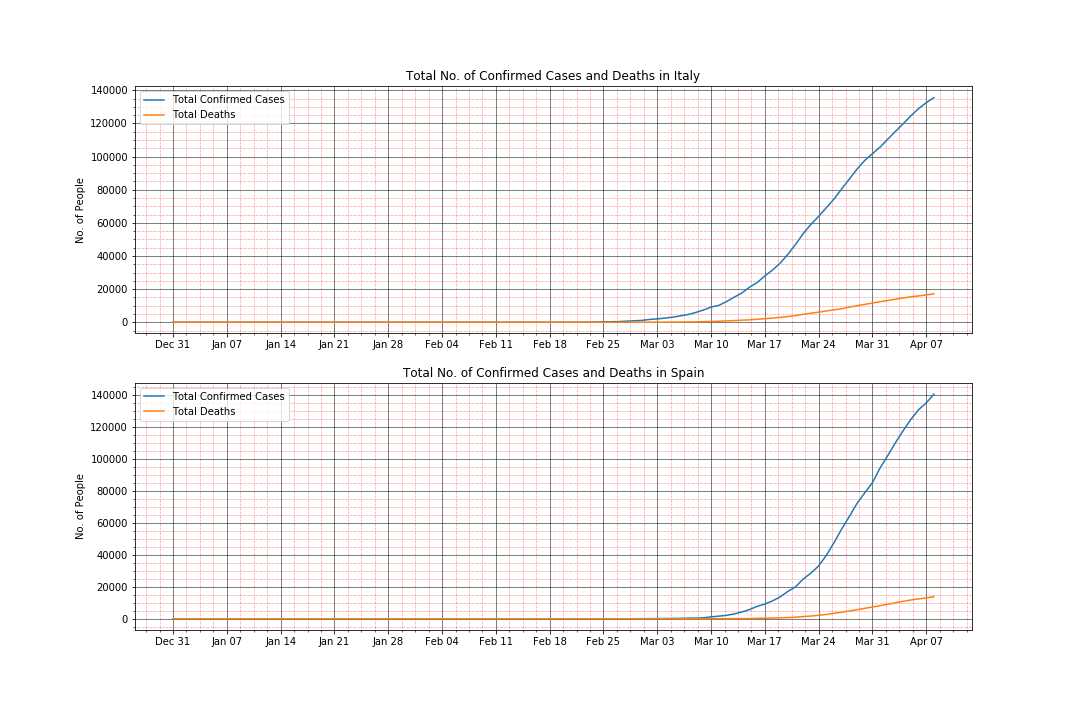 Total No. of Confirmed Cases and Deaths in Italy
Total Confirmed Cases
Total Deaths
No. of People
140000
120000
100000
80000
60000
40000
20000
0
Dec 31 Jan 07 Jan 14 Jan 21 Jan 28 Feb 04 Feb 11 Feb 18 Feb 25 Mar 03 Mar 10 Mar 17 Mar 24 Mar 31 Apr 07
Total No. of Confirmed Cases and Deaths in Spain
Total Confirmed Cases
Total Deaths
No. of People
140000
120000
100000
80000
60000
40000
20000
0
Dec 31 Jan 07 Jan 14 Jan 21 Jan 28 Feb 04 Feb 11 Feb 18 Feb 25 Mar 03 Mar 10 Mar 17 Mar 24 Mar 31 Apr 07